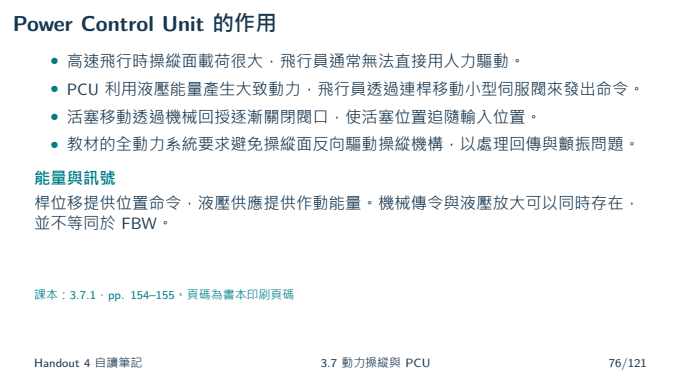 Power Control Unit 的作用
• 高速飛行時操縱面載荷很大，飛行員通常無法直接用人力驅動。
• PCU 利用液壓能量產生大致動力，飛行員透過連桿移動小型伺服閥來發出命令。
• 活塞移動透過機械回授逐漸關閉閥口，使活塞位置追隨輸入位置。
• 教材的全動力系統要求避免操縱面反向驅動操縱機構，以處理回傳與顫振問題。
能量與訊號
桿位移提供位置命令，液壓供應提供作動能量。機械傳令與液壓放大可以同時存在，
並不等同於 FBW。
課本：3.7.1，pp. 154–155。頁碼為書本印刷頁碼
Handout 4 自讀筆記
3.7 動力操縱與 PCU
76/121